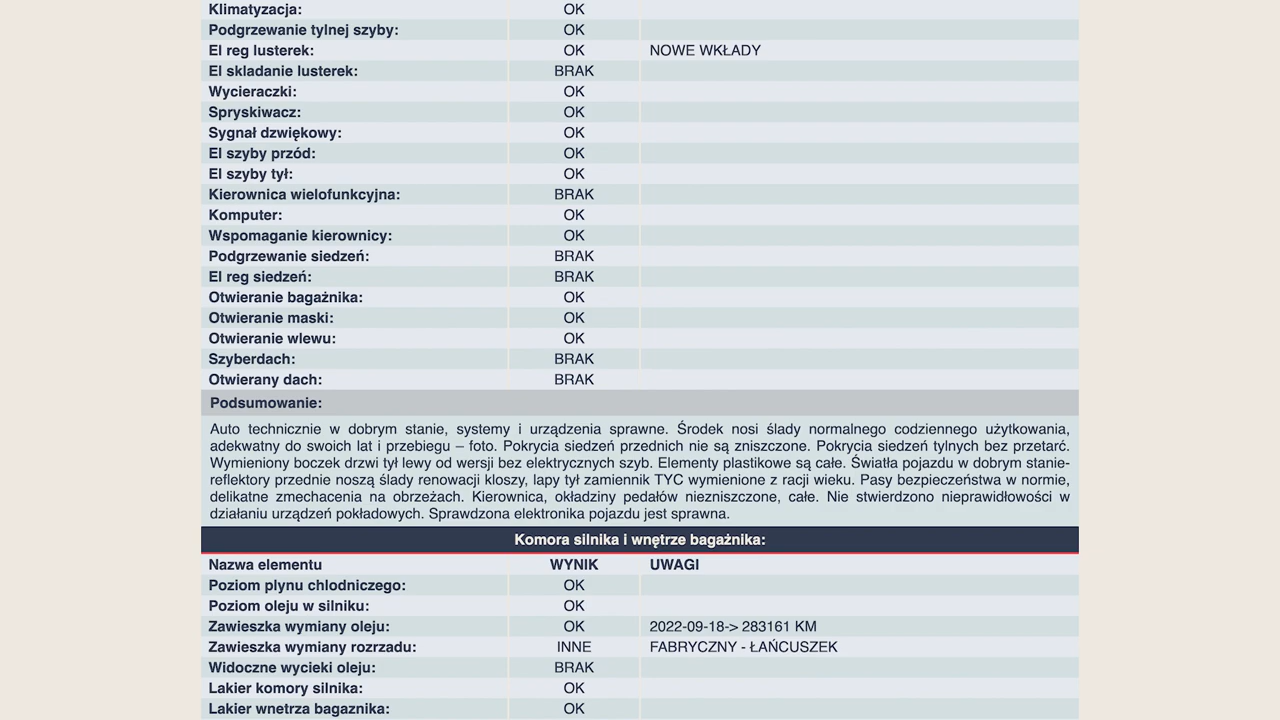 Klimatyzacja: OK
Podgrzewanie tylnej szyby: OK
El reg lusterek: OK NOWE WKŁADY
El skladanie lusterek: BRAK
Wycieraczki: OK
Spryskiwacz: OK
Sygnał dzwiękowy: OK
El szyby przód: OK
El szyby tył: OK
Kierownica wielofunkcyjna: BRAK
Komputer: OK
Wspomaganie kierownicy: OK
Podgrzewanie siedzeń: BRAK
El reg siedzeń: BRAK
Otwieranie bagażnika: OK
Otwieranie maski: OK
Otwieranie wlewu: OK
Szyberdach: BRAK
Otwierany dach: BRAK
Podsumowanie:
Auto technicznie w dobrym stanie, systemy i urządzenia sprawne. Środek nosi ślady normalnego codziennego użytkowania,
adekwatny do swoich lat i przebiegu – foto. Pokrycia siedzeń przednich nie są zniszczone. Pokrycia siedzeń tylnych bez przetarć.
Wymieniony boczek drzwi tył lewy od wersji bez elektrycznych szyb. Elementy plastikowe są całe. Światła pojazdu w dobrym stanie-
reflektory przednie noszą ślady renowacji kloszy, lapy tył zamiennik TYC wymienione z racji wieku. Pasy bezpieczeństwa w normie,
delikatne zmechacenia na obrzeżach. Kierownica, okładziny pedałów niezniszczone, całe. Nie stwierdzono nieprawidłowości w
działaniu urządzeń pokładowych. Sprawdzona elektronika pojazdu jest sprawna.
Komora silnika i wnętrze bagażnika:
Nazwa elementu WYNIK UWAGI
Poziom plynu chlodniczego: OK
Poziom oleju w silniku: OK
Zawieszka wymiany oleju: OK 2022-09-18-> 283161 KM
Zawieszka wymiany rozrzadu: INNE FABRYCZNY - ŁAŃCUSZEK
Widoczne wycieki oleju: BRAK
Lakier komory silnika: OK
Lakier wnetrza bagaznika: OK